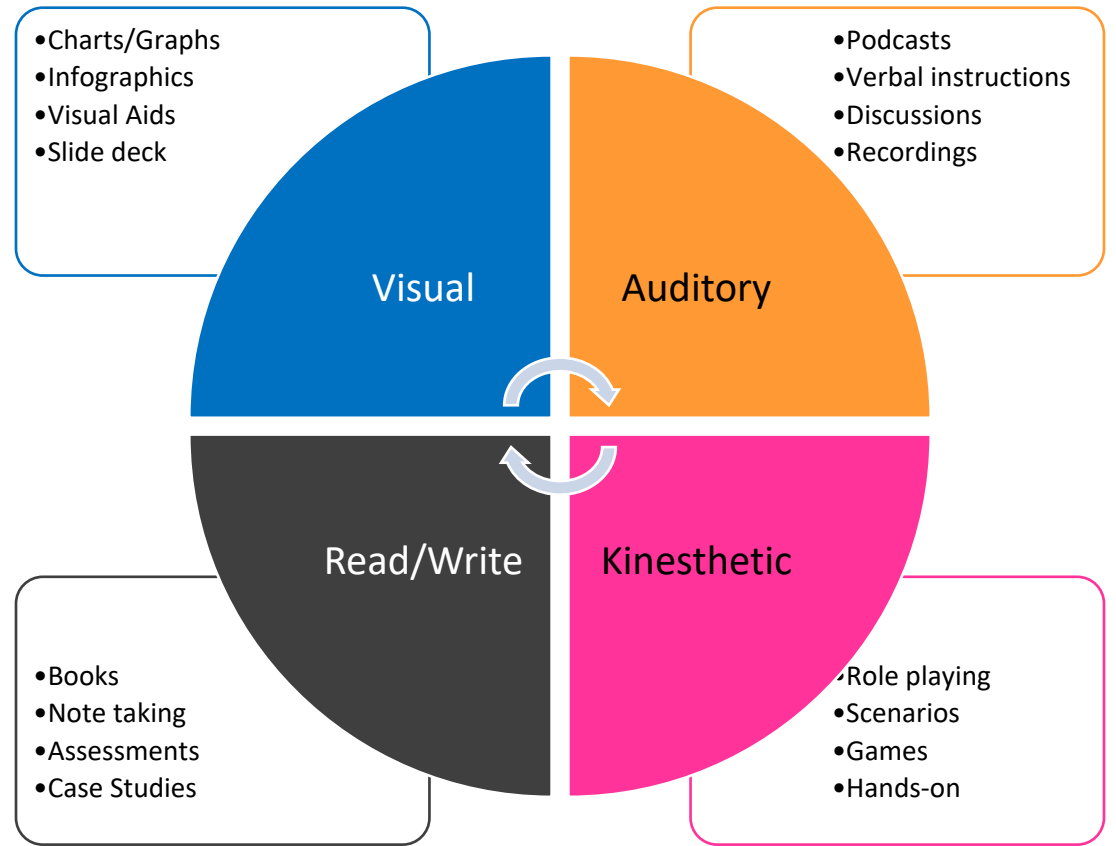 •Charts/Graphs
•Infographics
•Visual Aids
•Slide deck
•Podcasts
•Verbal instructions
•Discussions
•Recordings
Visual
Auditory
Read/Write
Kinesthetic
•Books
•Note taking
•Assessments
•Case Studies
•Role playing
•Scenarios
•Games
•Hands-on